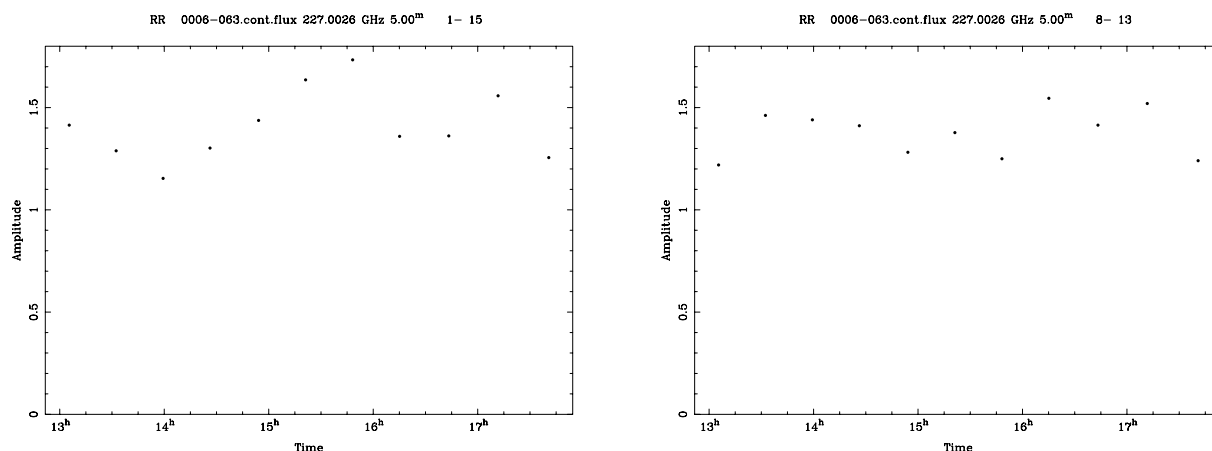 RR 0006-063.cont.flux 227.0026 GHz 5.00m 1- 15
Amplitude
0
0.5
1
1.5
13h 14h 15h 16h 17h
Time
RR 0006-063.cont.flux 227.0026 GHz 5.00m 8- 13
Amplitude
0
0.5
1
1.5
13h 14h 15h 16h 17h
Time